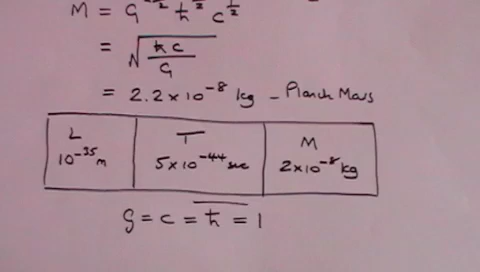 M = G^-1/2 ħ^1/2 c^1/2
= √ħc/G
= 2.2 × 10^-8 kg - Planck Mass
L T M
10^-35 m 5×10^-44 sec 2×10^-8 kg
G = c = ħ = 1